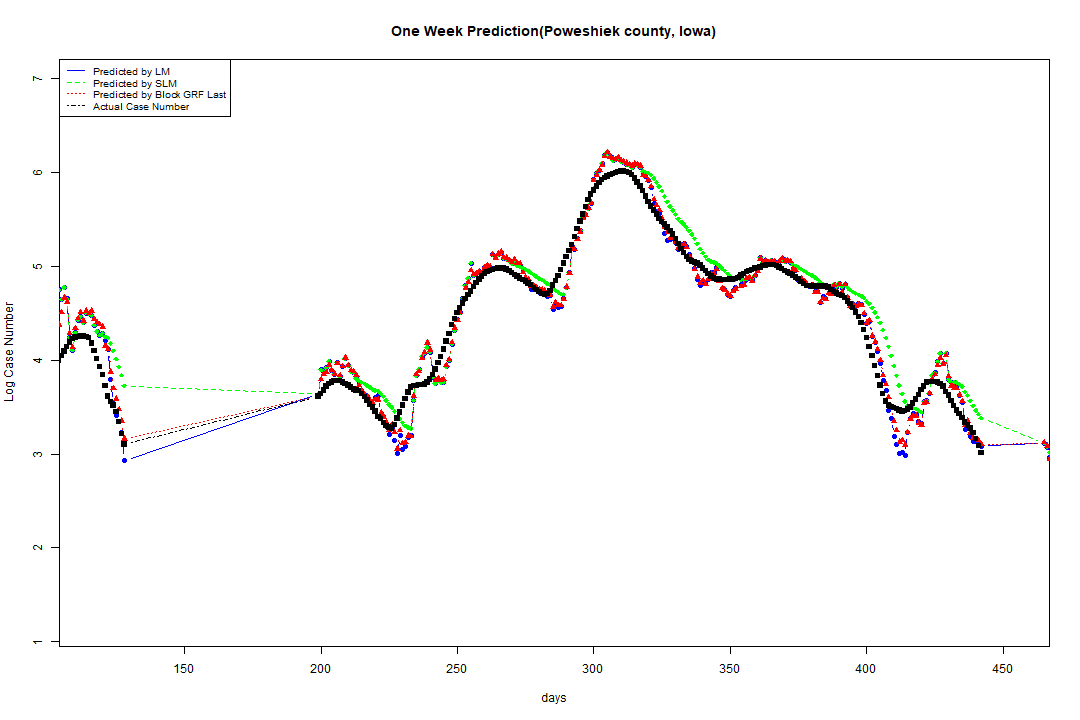 One Week Prediction(Poweshiek county, Iowa)
Predicted by LM
Predicted by SLM
Predicted by Block GRF Last
Actual Case Number
7
6
5
4
3
2
1
Log Case Number
150 200 250 300 350 400 450
days